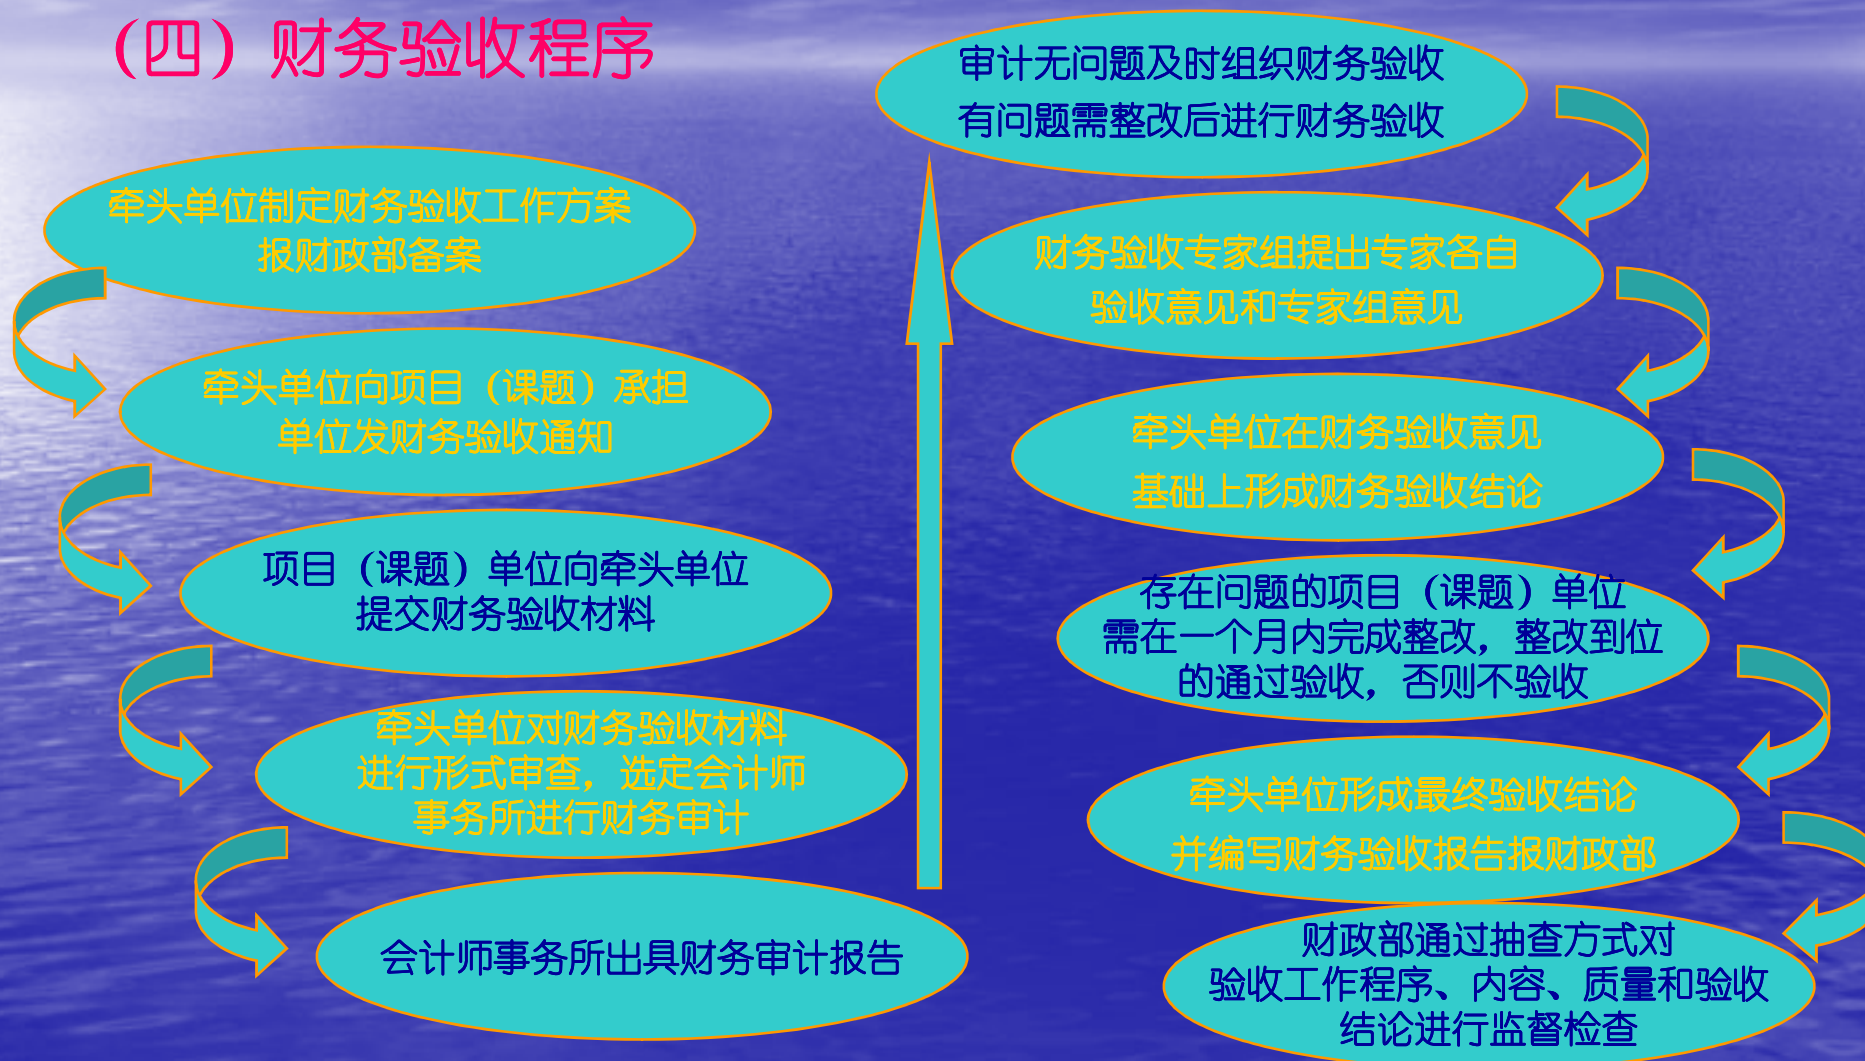 （四）财务验收程序
牵头单位制定财务验收工作方案
报财政部备案
牵头单位向项目（课题）承担
单位发财务验收通知
项目（课题）单位向牵头单位
提交财务验收材料
牵头单位对财务验收材料
进行形式审查，选定会计师
事务所进行财务审计
会计师事务所出具财务审计报告
审计无问题及时组织财务验收
有问题需整改后进行财务验收
财务验收专家组提出专家各自
验收意见和专家组意见
牵头单位在财务验收意见
基础上形成财务验收结论
存在问题的项目（课题）单位
需在一个月内完成整改，整改到位
的通过验收，否则不验收
牵头单位形成最终验收结论
并编写财务验收报告报财政部
财政部通过抽查方式对
验收工作程序、内容、质量和验收
结论进行监督检查